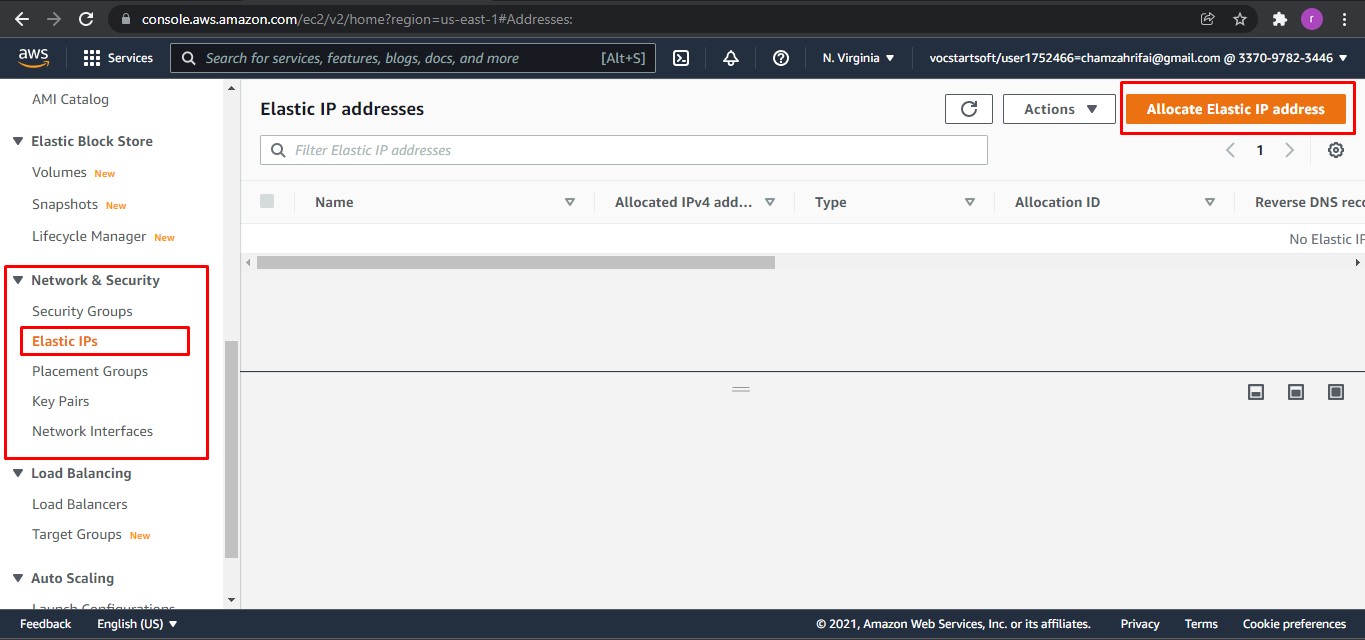 console.aws.amazon.com/ec2/v2/home?region=us-east-1#Addresses:
r
aws
Services
Search for services, features, blogs, docs, and more
[Alt+S]
N. Virginia
vocstartsoft/user1752466=chamzahrifai@gmail.com @ 3370-9782-3446
AMI Catalog
Elastic Block Store
Volumes New
Snapshots New
Lifecycle Manager New
Network & Security
Security Groups
Elastic IPs
Placement Groups
Key Pairs
Network Interfaces
Load Balancing
Load Balancers
Target Groups New
Auto Scaling
Launch Configurations
Elastic IP addresses
Actions
Allocate Elastic IP address
Filter Elastic IP addresses
1
Name
Allocated IPv4 add...
Type
Allocation ID
Reverse DNS rec
No Elastic IP
Feedback
English (US)
© 2021, Amazon Web Services, Inc. or its affiliates.
Privacy
Terms
Cookie preferences